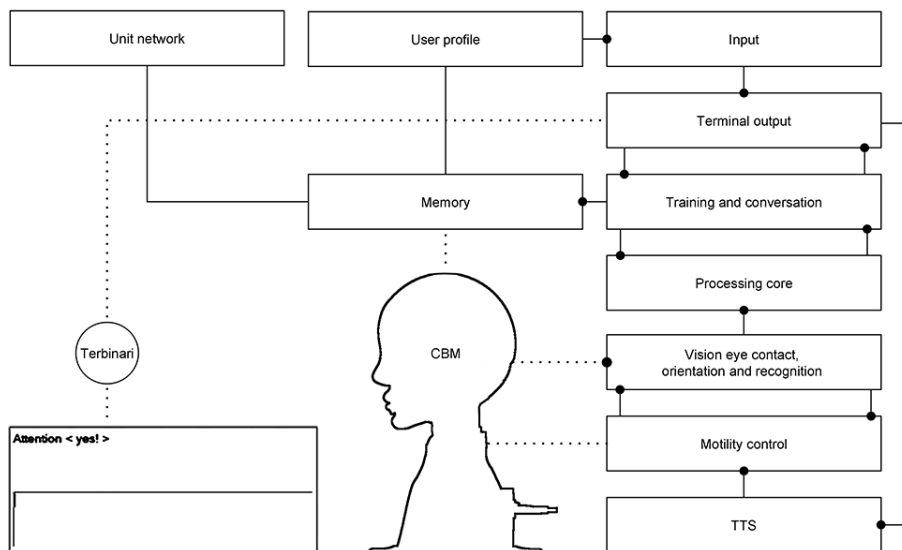 Unit network
User profile
Input
Terminal output
Memory
Training and conversation
Processing core
Terbinari
CBM
Vision eye contact,
orientation and recognition
Attention < yes! >
Motility control
TTS